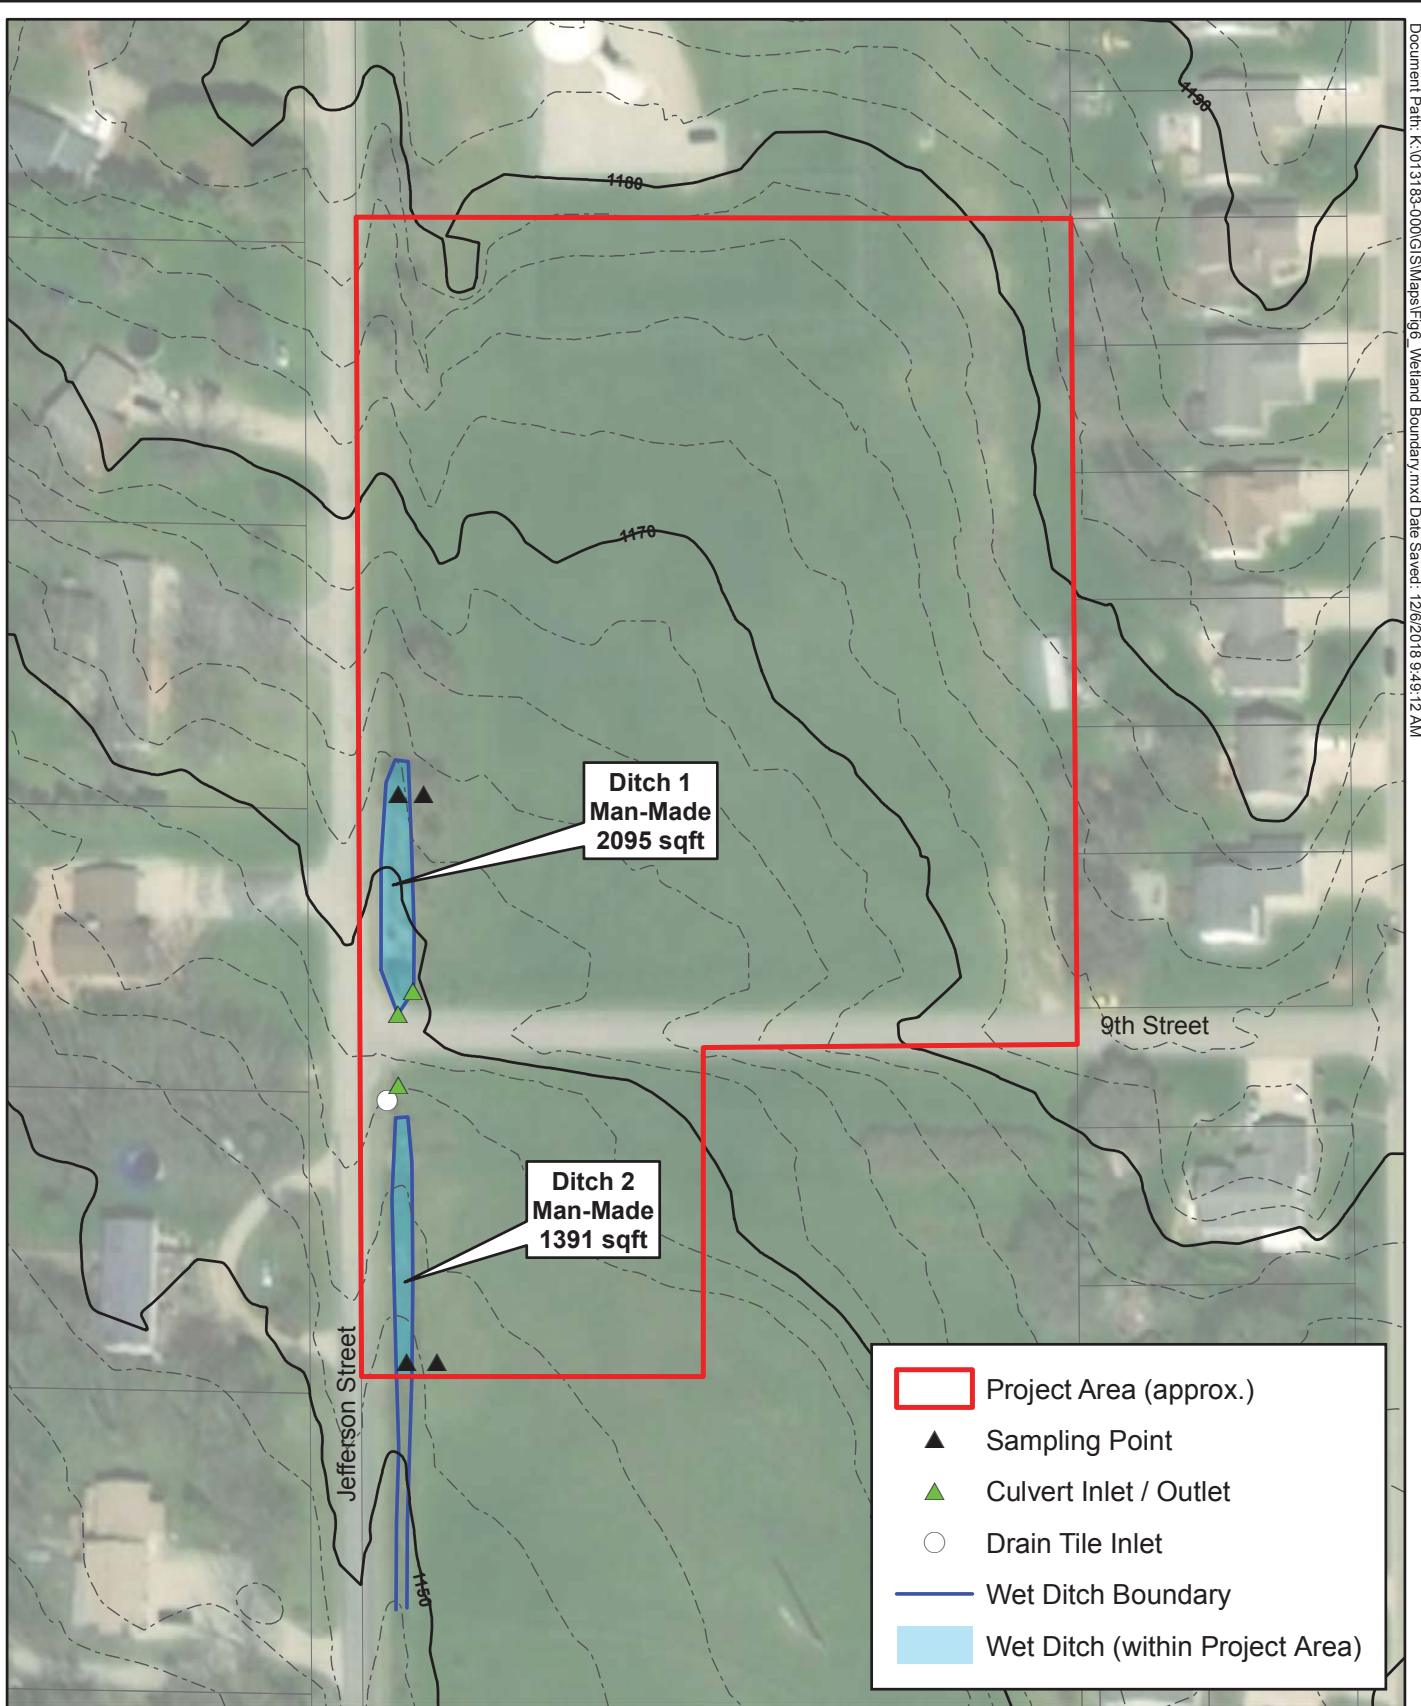 Document Path: K:\013183-000\GIS\Maps\Fig6_Wetland Boundary.mxd Date Saved: 12/6/2018 9:49:12 AM
1190
1180
1170
Ditch 1
Man-Made
2095 sqft
9th Street
Ditch 2
Man-Made
1391 sqft
Jefferson Street
1150
Project Area (approx.)
Sampling Point
Culvert Inlet / Outlet
Drain Tile Inlet
Wet Ditch Boundary
Wet Ditch (within Project Area)